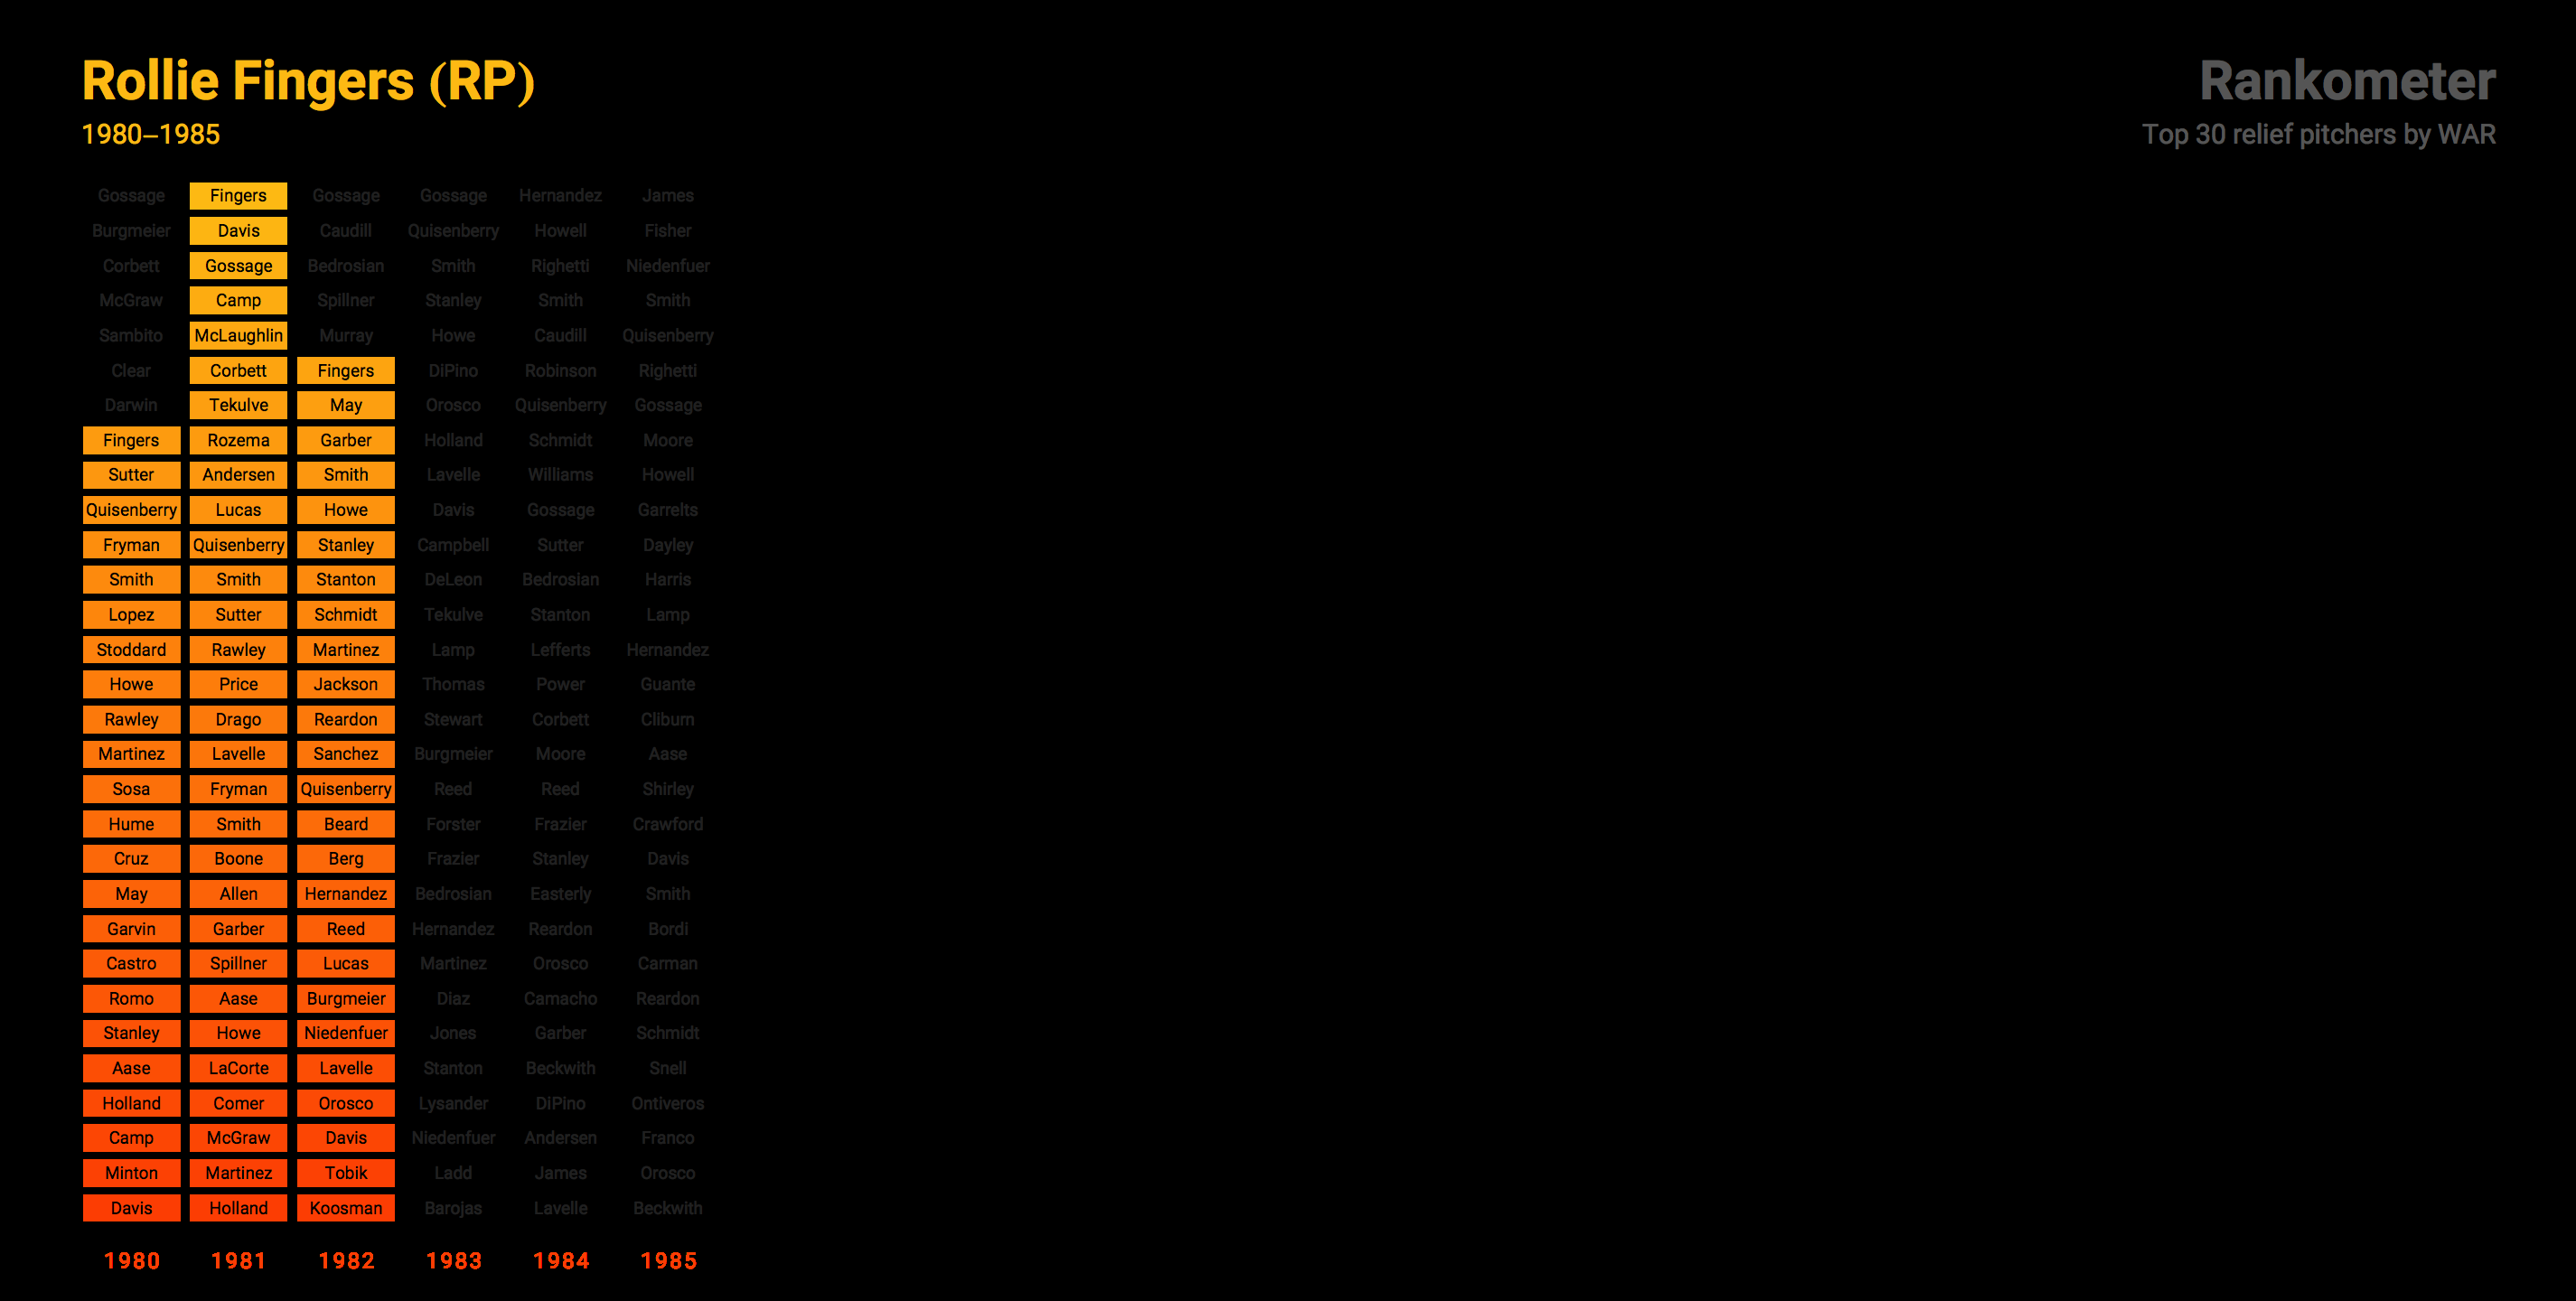 Rollie Fingers (RP)
1980–1985
Rankometer
Top 30 relief pitchers by WAR
Gossage Fingers Gossage Gossage Hernandez James
Burgmeier Davis Caudill Quisenberry Howell Fisher
Corbett Gossage Bedrosian Smith Righetti Niedenfuer
McGraw Camp Spillner Stanley Smith Smith
Sambito McLaughlin Murray Howe Caudill Quisenberry
Clear Corbett Fingers DiPino Robinson Righetti
Darwin Tekulve May Orosco Quisenberry Gossage
Fingers Rozema Garber Holland Schmidt Moore
Sutter Andersen Smith Lavelle Williams Howell
Quisenberry Lucas Howe Davis Gossage Garrelts
Fryman Quisenberry Stanley Campbell Sutter Dayley
Smith Smith Stanton DeLeon Bedrosian Harris
Lopez Sutter Schmidt Tekulve Stanton Lamp
Stoddard Rawley Martinez Lamp Lefferts Hernandez
Howe Price Jackson Thomas Power Guante
Rawley Drago Reardon Stewart Corbett Cliburn
Martinez Lavelle Sanchez Burgmeier Moore Aase
Sosa Fryman Quisenberry Reed Reed Shirley
Hume Smith Beard Forster Frazier Crawford
Cruz Boone Berg Frazier Stanley Davis
May Allen Hernandez Bedrosian Easterly Smith
Garvin Garber Reed Hernandez Reardon Bordi
Castro Spillner Lucas Martinez Orosco Carman
Romo Aase Burgmeier Diaz Camacho Reardon
Stanley Howe Niedenfuer Jones Garber Schmidt
Aase LaCorte Lavelle Stanton Beckwith Snell
Holland Comer Orosco Lysander DiPino Ontiveros
Camp McGraw Davis Niedenfuer Andersen Franco
Minton Martinez Tobik Ladd James Orosco
Davis Holland Koosman Barojas Lavelle Beckwith
1980 1981 1982 1983 1984 1985